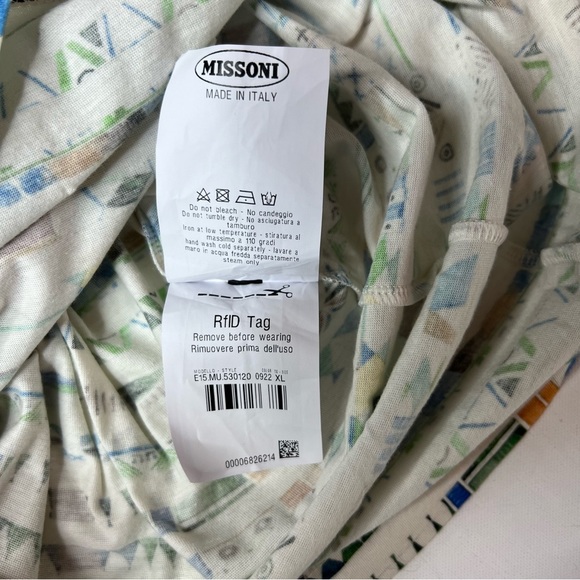 MISSONI
MADE IN ITALY
Do not bleach - No candeggio
Do not tumble dry - No asciugatura a
tamburo
Iron at low temperature - stiratura al
massimo a 110 gradi
hand wash cold separately - lavare a
mano in acqua fredda separatamente
steam only
RfID Tag
Remove before wearing
Rimuovere prima dell'uso
MODELLO - STYLE
E15.MU.530120 0922 XL
00006826214